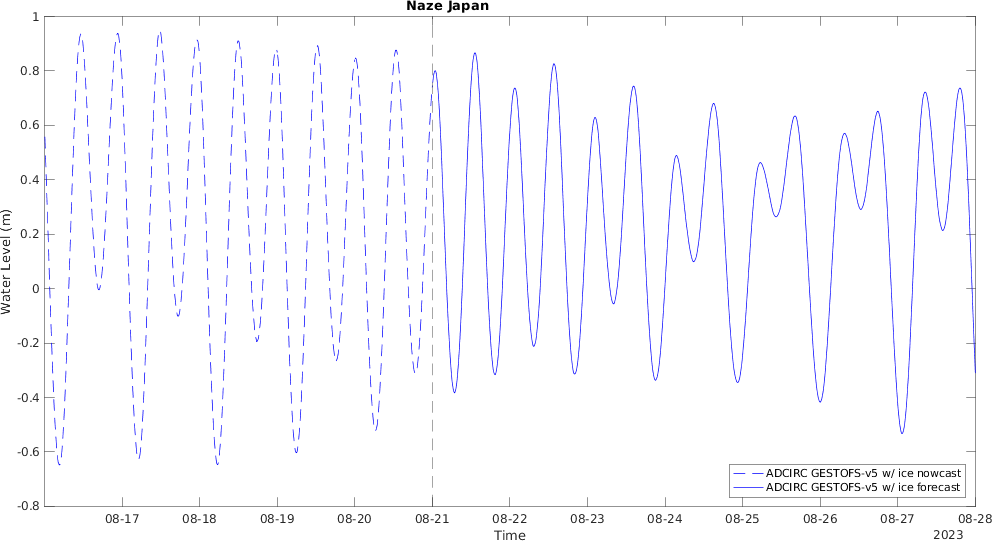 Naze Japan
1
0.8
0.6
0.4
0.2
0
-0.2
-0.4
-0.6
-0.8
Water Level (m)
ADCIRC GESTOFS-v5 w/ ice nowcast
ADCIRC GESTOFS-v5 w/ ice forecast
08-17 08-18 08-19 08-20 08-21 08-22 08-23 08-24 08-25 08-26 08-27 08-28
Time
2023